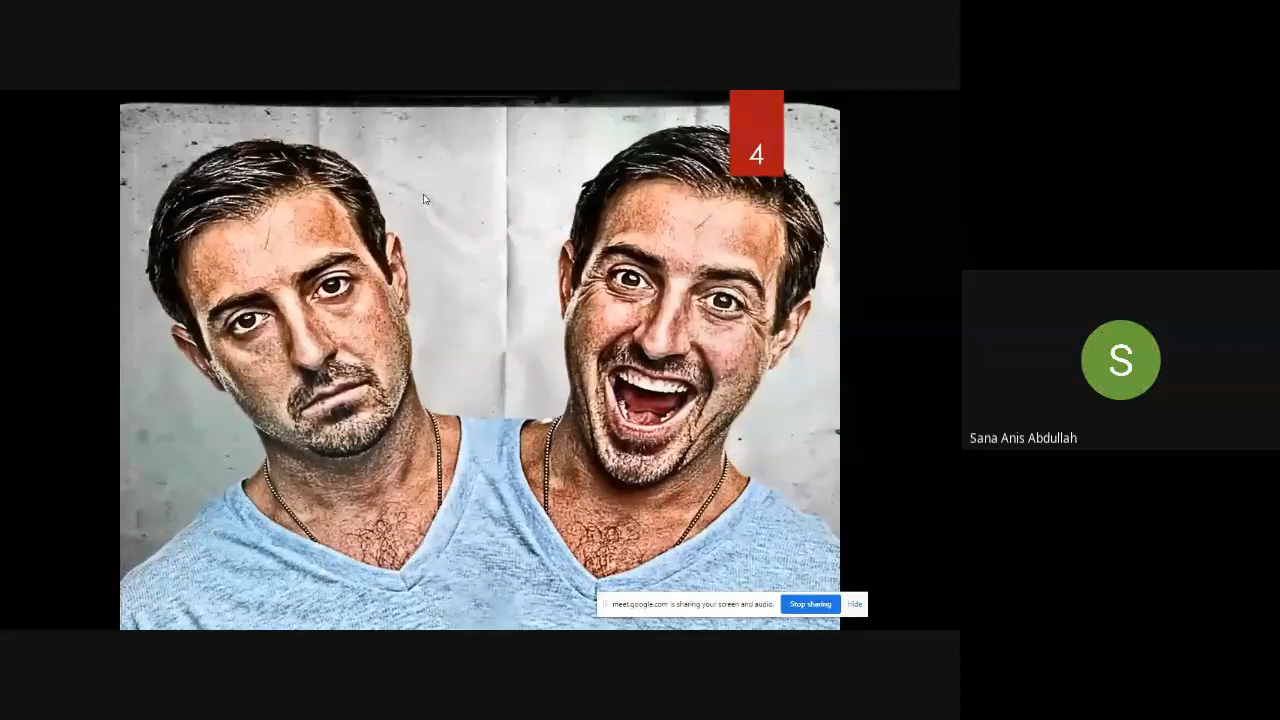 4
S
Sana Anis Abdullah
meet.google.com is sharing your screen and audio.
Stop sharing
Hide